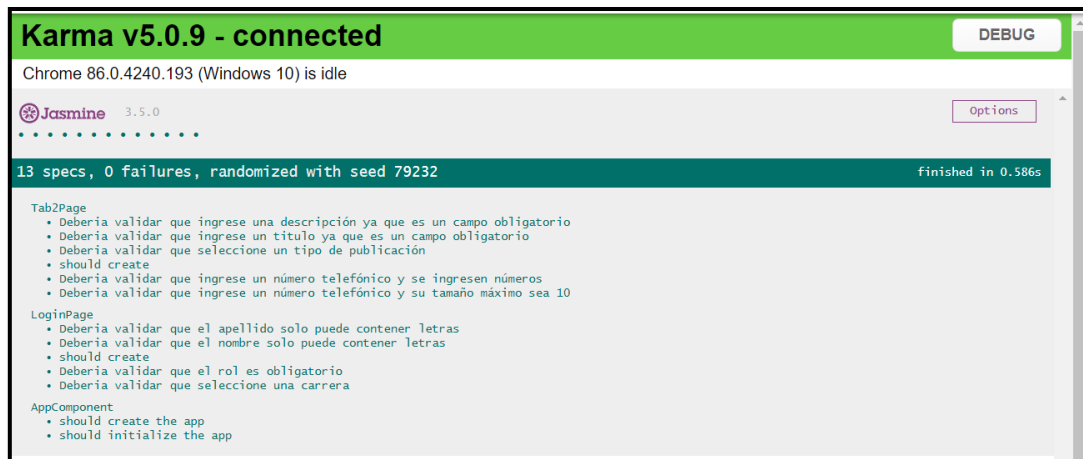 Karma v5.0.9 - connected
DEBUG
Chrome 86.0.4240.193 (Windows 10) is idle
Jasmine 3.5.0
Options
13 specs, 0 failures, randomized with seed 79232
finished in 0.586s
Tab2Page
• Deberia validar que ingrese una descripción ya que es un campo obligatorio
• Deberia validar que ingrese un titulo ya que es un campo obligatorio
• Deberia validar que seleccione un tipo de publicación
• should create
• Deberia validar que ingrese un número telefónico y se ingresen números
• Deberia validar que ingrese un número telefónico y su tamaño máximo sea 10
LoginPage
• Deberia validar que el apellido solo puede contener letras
• Deberia validar que el nombre solo puede contener letras
• should create
• Deberia validar que el rol es obligatorio
• Deberia validar que seleccione una carrera
AppComponent
• should create the app
• should initialize the app